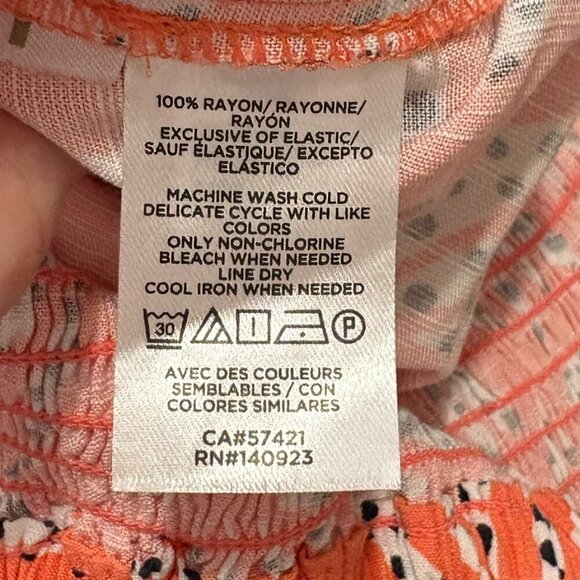 100% RAYON/ RAYONNE/
RAYÓN
EXCLUSIVE OF ELASTIC/
SAUF ÉLASTIQUE/ EXCEPTO
ELÁSTICO
MACHINE WASH COLD
DELICATE CYCLE WITH LIKE
COLORS
ONLY NON-CHLORINE
BLEACH WHEN NEEDED
LINE DRY
COOL IRON WHEN NEEDED
30 P
AVEC DES COULEURS
SEMBLABLES / CON
COLORES SIMILARES
CA#57421
RN#140923